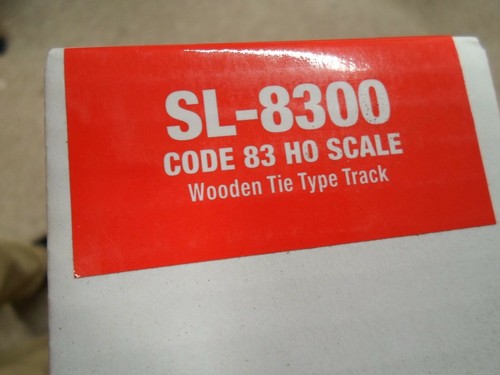 SL-8300
CODE 83 HO SCALE
Wooden Tie Type Track